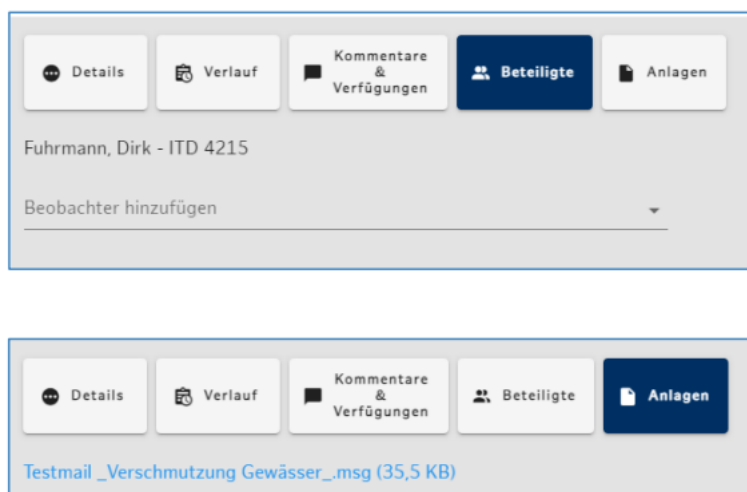 Details
Verlauf
Kommentare
&
Verfügungen
Beteiligte
Anlagen
Fuhrmann, Dirk - ITD 4215
Beobachter hinzufügen
Details
Verlauf
Kommentare
&
Verfügungen
Beteiligte
Anlagen
Testmail _Verschmutzung Gewässer_.msg (35,5 KB)